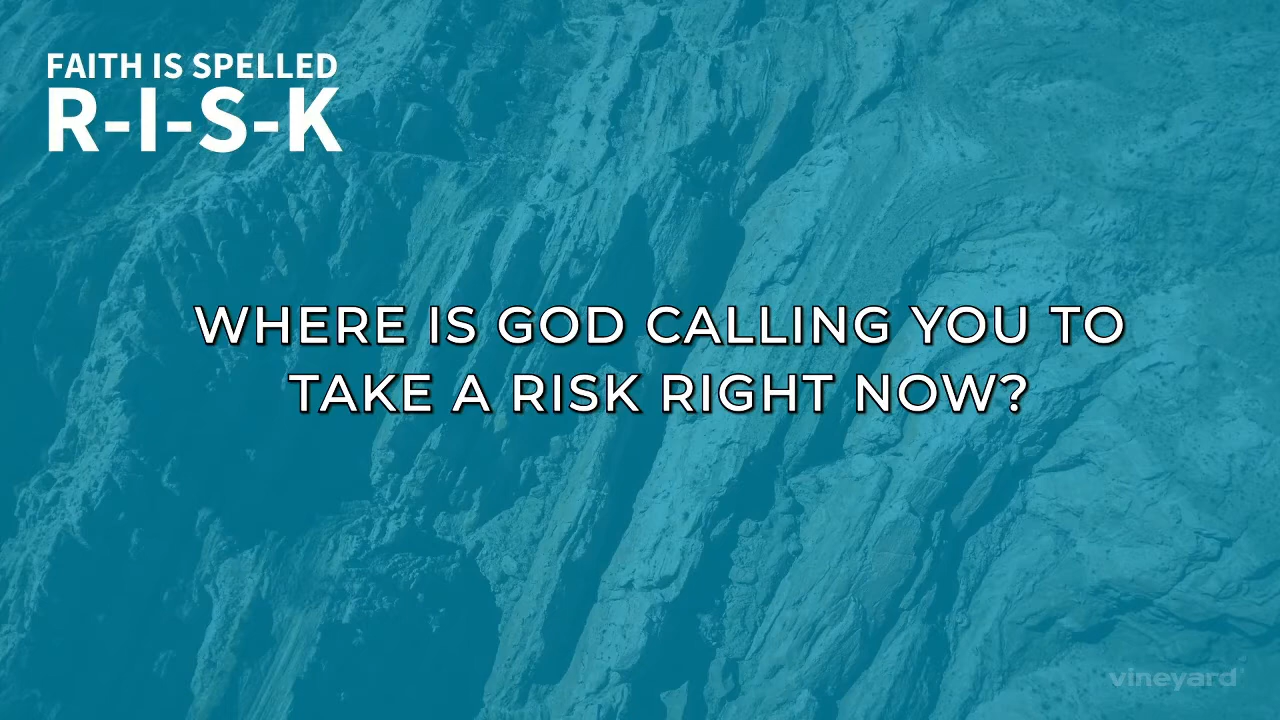 FAITH IS SPELLED
R-I-S-K
WHERE IS GOD CALLING YOU TO
TAKE A RISK RIGHT NOW?
vineyard